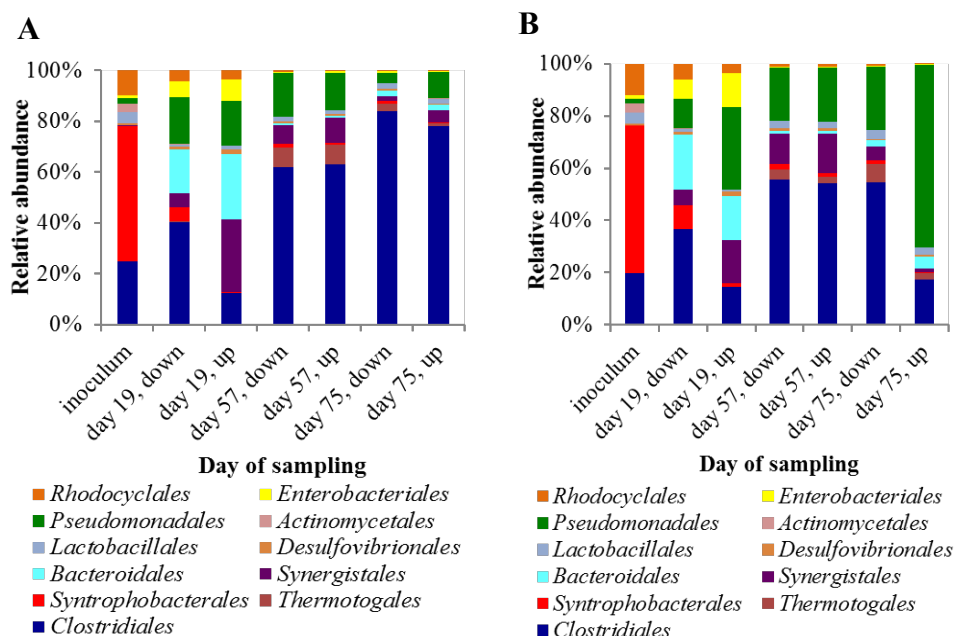 A
100%
80%
60%
40%
20%
0%
Relative abundance
inoculum
day 19, down
day 19, up
day 57, down
day 57, up
day 75, down
day 75, up
Day of sampling
Rhodocyclales
Enterobacteriales
Pseudomonadales
Actinomycetales
Lactobacillales
Desulfovibrionales
Bacteroidales
Synergistales
Syntrophobacterales
Thermotogales
Clostridiales
B
100%
80%
60%
40%
20%
0%
Relative abundance
inoculum
day 19, down
day 19, up
day 57, down
day 57, up
day 75, down
day 75, up
Day of sampling
Rhodocyclales
Enterobacteriales
Pseudomonadales
Actinomycetales
Lactobacillales
Desulfovibrionales
Bacteroidales
Synergistales
Syntrophobacterales
Thermotogales
Clostridiales